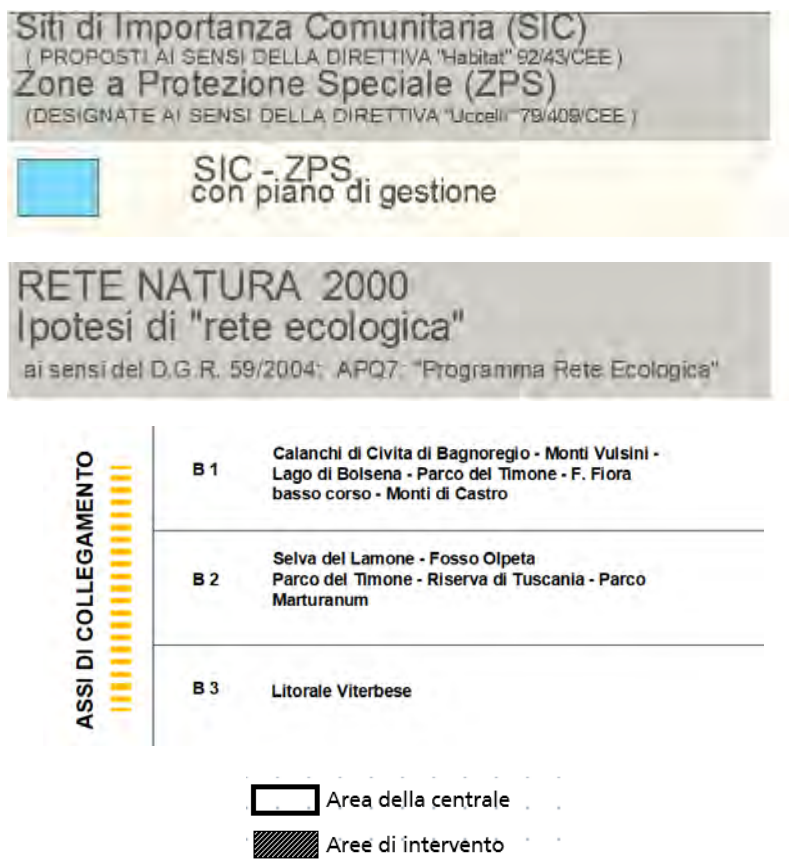 Siti di Importanza Comunitaria (SIC)
( PROPOSTI AI SENSI DELLA DIRETTIVA "Habitat" 92/43/CEE )
Zone a Protezione Speciale (ZPS)
(DESIGNATE AI SENSI DELLA DIRETTIVA "Uccelli" 79/409/CEE )
SIC - ZPS
con piano di gestione
RETE NATURA 2000
Ipotesi di "rete ecologica"
ai sensi del D.G.R. 59/2004; APQ7: "Programma Rete Ecologica"
ASSI DI COLLEGAMENTO
B 1
Calanchi di Civita di Bagnoregio - Monti Vulsini -
Lago di Bolsena - Parco del Timone - F. Fiora
basso corso - Monti di Castro
B 2
Selva del Lamone - Fosso Olpeta
Parco del Timone - Riserva di Tuscania - Parco
Marturanum
B 3
Litorale Viterbese
Area della centrale
Aree di intervento